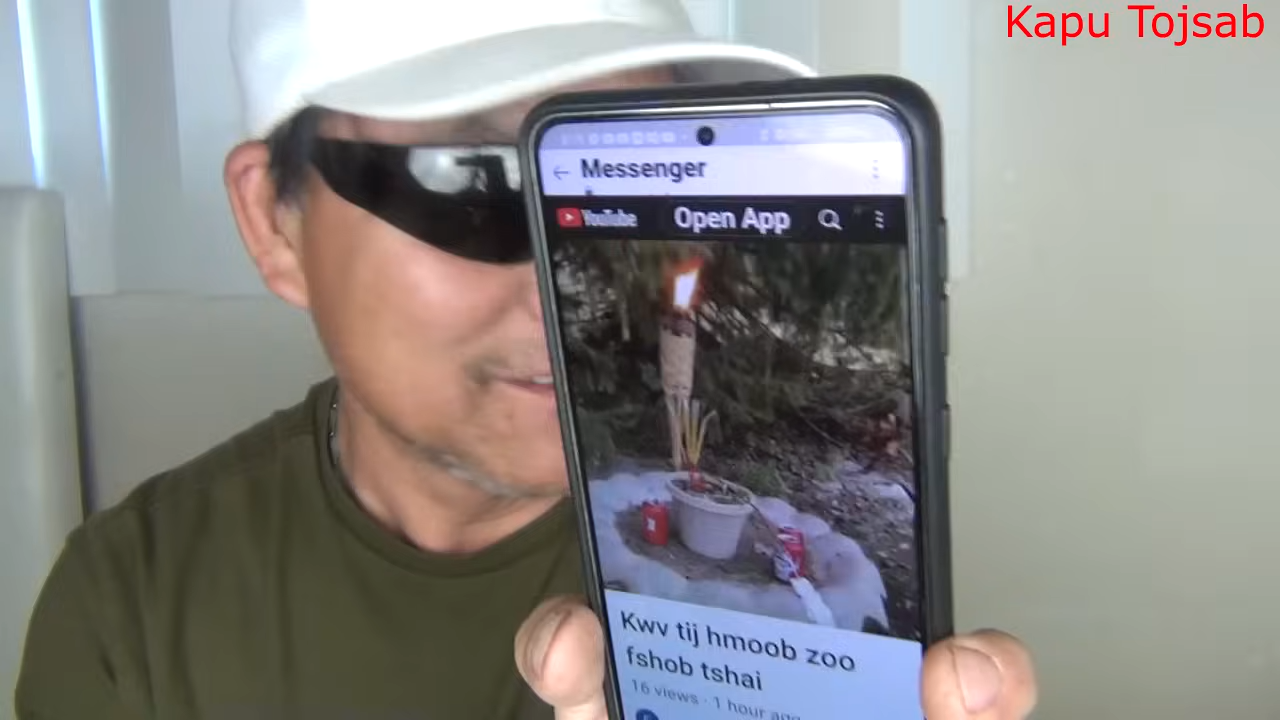 Kapu Tojsab
Messenger
YouTube Open App
Kwv tij hmoob zoo
fshob tshai
16 views · 1 hour ago